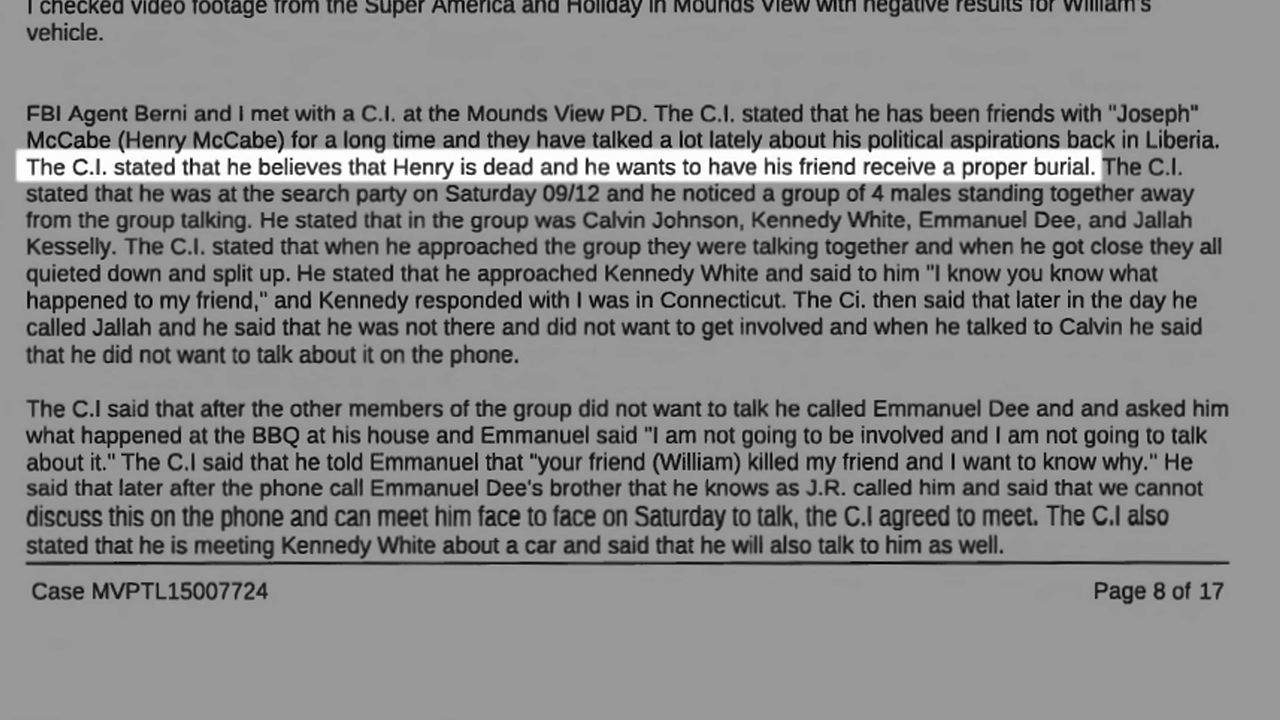 I checked video footage from the Super America and Holiday in Mounds View with negative results for William's
vehicle.
FBI Agent Berni and I met with a C.I. at the Mounds View PD. The C.I. stated that he has been friends with "Joseph"
McCabe (Henry McCabe) for a long time and they have talked a lot lately about his political aspirations back in Liberia.
The C.I. stated that he believes that Henry is dead and he wants to have his friend receive a proper burial. The C.I.
stated that he was at the search party on Saturday 09/12 and he noticed a group of 4 males standing together away
from the group talking. He stated that in the group was Calvin Johnson, Kennedy White, Emmanuel Dee, and Jallah
Kesselly. The C.I. stated that when he approached the group they were talking together and when he got close they all
quieted down and split up. He stated that he approached Kennedy White and said to him "I know you know what
happened to my friend," and Kennedy responded with I was in Connecticut. The Ci. then said that later in the day he
called Jallah and he said that he was not there and did not want to get involved and when he talked to Calvin he said
that he did not want to talk about it on the phone.
The C.I said that after the other members of the group did not want to talk he called Emmanuel Dee and and asked him
what happened at the BBQ at his house and Emmanuel said "I am not going to be involved and I am not going to talk
about it." The C.I said that he told Emmanuel that "your friend (William) killed my friend and I want to know why." He
said that later after the phone call Emmanuel Dee's brother that he knows as J.R. called him and said that we cannot
discuss this on the phone and can meet him face to face on Saturday to talk, the C.I agreed to meet. The C.I also
stated that he is meeting Kennedy White about a car and said that he will also talk to him as well.
Case MVPTL15007724
Page 8 of 17